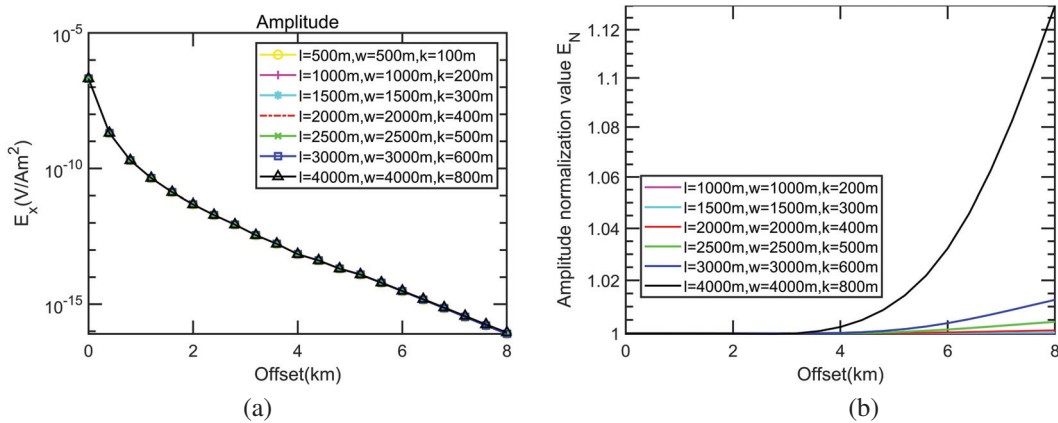 Amplitude
10^-5
10^-10
10^-15
E_x(V/Am^2)
l=500m,w=500m,k=100m
l=1000m,w=1000m,k=200m
l=1500m,w=1500m,k=300m
l=2000m,w=2000m,k=400m
l=2500m,w=2500m,k=500m
l=3000m,w=3000m,k=600m
l=4000m,w=4000m,k=800m
0 2 4 6 8
Offset(km)
(a)
Amplitude normalization value E_N
1.12
1.1
1.08
1.06
1.04
1.02
1
l=1000m,w=1000m,k=200m
l=1500m,w=1500m,k=300m
l=2000m,w=2000m,k=400m
l=2500m,w=2500m,k=500m
l=3000m,w=3000m,k=600m
l=4000m,w=4000m,k=800m
0 2 4 6 8
Offset(km)
(b)